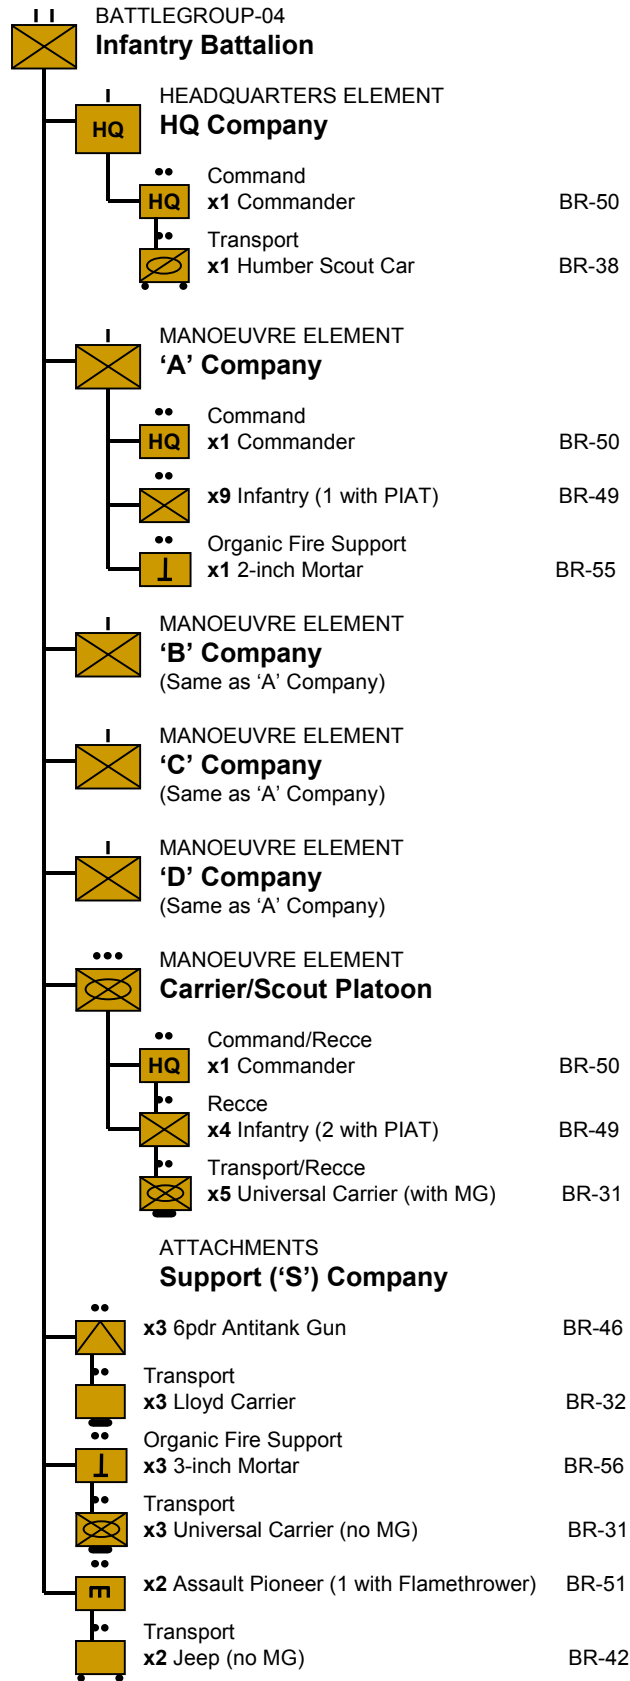 BATTLEGROUP-04
Infantry Battalion
HEADQUARTERS ELEMENT
HQ
HQ Company
Command
HQ
x1 Commander BR-50
Transport
x1 Humber Scout Car BR-38
MANOEUVRE ELEMENT
‘A’ Company
Command
HQ
x1 Commander BR-50
x9 Infantry (1 with PIAT) BR-49
Organic Fire Support
x1 2-inch Mortar BR-55
MANOEUVRE ELEMENT
‘B’ Company
(Same as ‘A’ Company)
MANOEUVRE ELEMENT
‘C’ Company
(Same as ‘A’ Company)
MANOEUVRE ELEMENT
‘D’ Company
(Same as ‘A’ Company)
MANOEUVRE ELEMENT
Carrier/Scout Platoon
Command/Recce
HQ
x1 Commander BR-50
Recce
x4 Infantry (2 with PIAT) BR-49
Transport/Recce
x5 Universal Carrier (with MG) BR-31
ATTACHMENTS
Support (‘S’) Company
x3 6pdr Antitank Gun BR-46
Transport
x3 Lloyd Carrier BR-32
Organic Fire Support
x3 3-inch Mortar BR-56
Transport
x3 Universal Carrier (no MG) BR-31
x2 Assault Pioneer (1 with Flamethrower) BR-51
Transport
x2 Jeep (no MG) BR-42